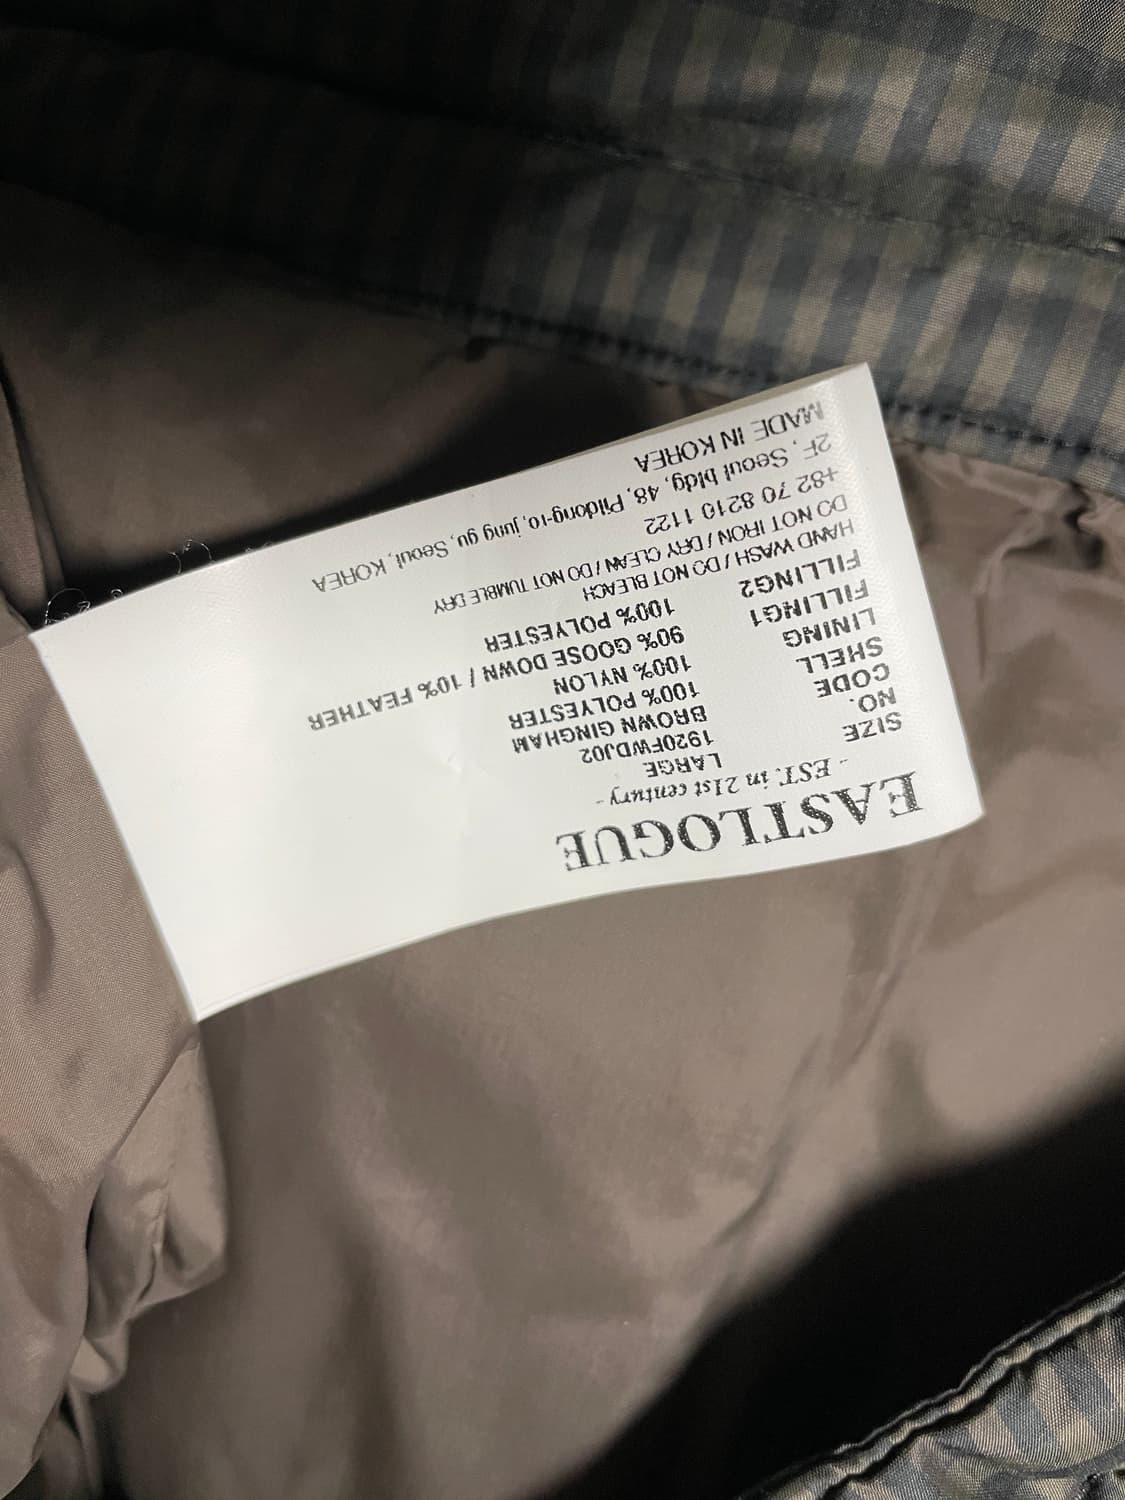 EASTLOGUE
- EST. in 21st century -
SIZE LARGE
NO. 1920FWDJ02
CODE BROWN GINGHAM
SHELL 100% POLYESTER
LINING 100% NYLON
FILLING1 90% GOOSE DOWN / 10% FEATHER
FILLING2 100% POLYESTER
HAND WASH / DO NOT BLEACH
DO NOT IRON / DRY CLEAN / DO NOT TUMBLE DRY
+82 70 8210 1122
2F, Seoul bldg, 48, Pildong-ro, jung gu, Seoul, KOREA
MADE IN KOREA